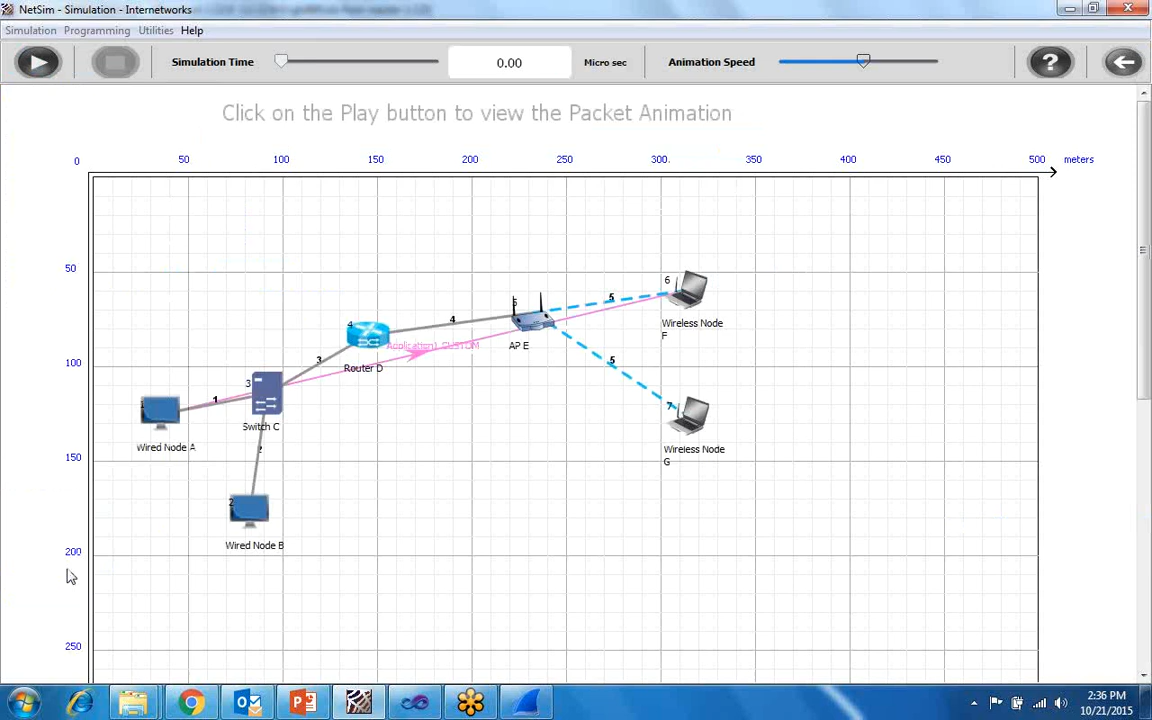 NetSim - Simulation - Internetworks
Simulation Programming Utilities Help
Simulation Time 0.00 Micro sec Animation Speed ?
Click on the Play button to view the Packet Animation
0 50 100 150 200 250 300. 350 400 450 500 meters
50
6
5
5
Wireless Node
F
4
4
AP E
Application1_CUSTOM
3
Router D
100
5
3
1
1
7
Switch C
Wired Node A
2
Wireless Node
G
150
2
Wired Node B
200
250
2:36 PM
10/21/2015